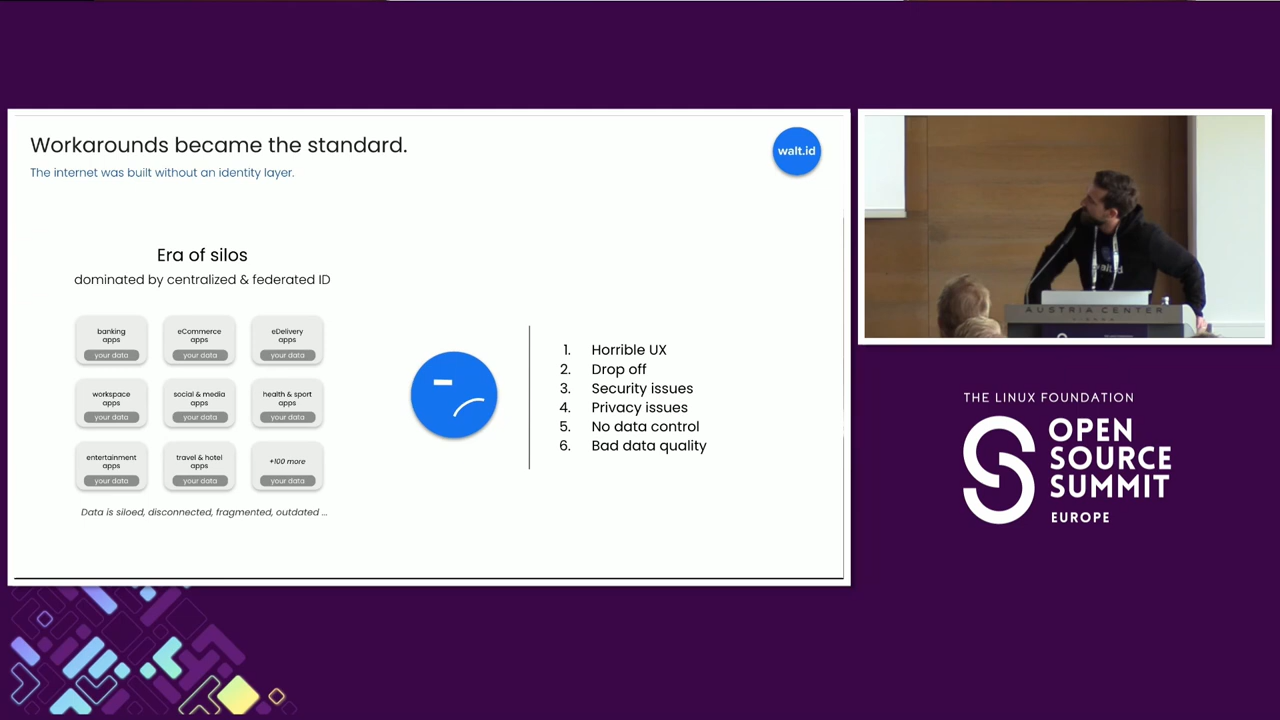 Workarounds became the standard.
The internet was built without an identity layer.
walt.id
Era of silos
dominated by centralized & federated ID
banking
apps
your data
eCommerce
apps
your data
eDelivery
apps
your data
workspace
apps
your data
social & media
apps
your data
health & sport
apps
your data
entertainment
apps
your data
travel & hotel
apps
your data
+100 more
your data
Data is siloed, disconnected, fragmented, outdated ...
1. Horrible UX
2. Drop off
3. Security issues
4. Privacy issues
5. No data control
6. Bad data quality
AUSTRIA CENTER
THE LINUX FOUNDATION
OPEN
SOURCE
SUMMIT
EUROPE